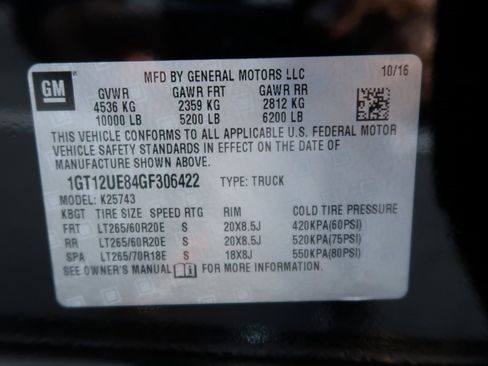 GM
MFD BY GENERAL MOTORS LLC 10/16
GVWR GAWR FRT GAWR RR
4536 KG 2359 KG 2812 KG
10000 LB 5200 LB 6200 LB
THIS VEHICLE CONFORMS TO ALL APPLICABLE U.S. FEDERAL MOTOR
VEHICLE SAFETY STANDARDS IN EFFECT ON THE DATE OF
MANUFACTURE SHOWN ABOVE.
1GT12UE84GF306422 TYPE: TRUCK
MODEL: K25743
KBGT TIRE SIZE SPEED RTG RIM COLD TIRE PRESSURE
FRT LT265/60R20E S 20X8.5J 420KPA(60PSI)
RR LT265/60R20E S 20X8.5J 520KPA(75PSI)
SPA LT265/70R18E S 18X8J 550KPA(80PSI)
SEE OWNER'S MANUAL FOR MORE INFORMATION